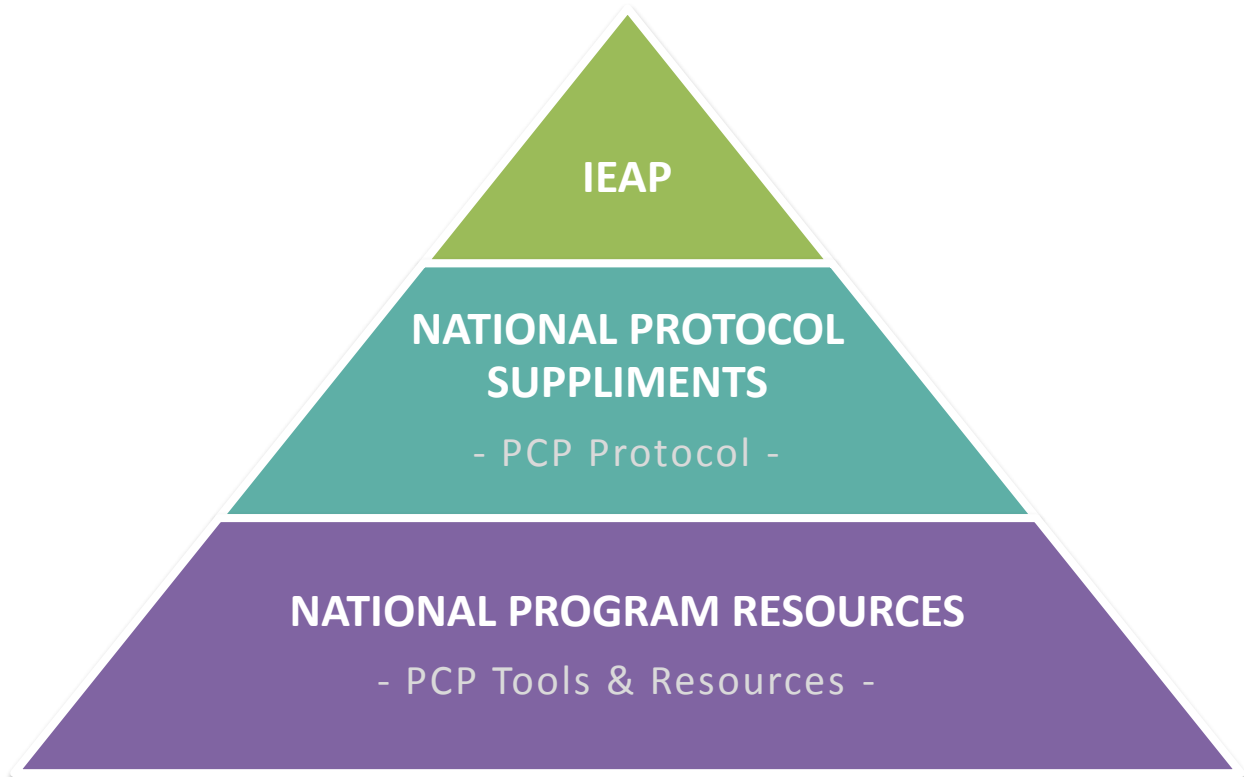 IEAP
NATIONAL PROTOCOL
SUPPLIMENTS
- PCP Protocol -
NATIONAL PROGRAM RESOURCES
- PCP Tools & Resources -